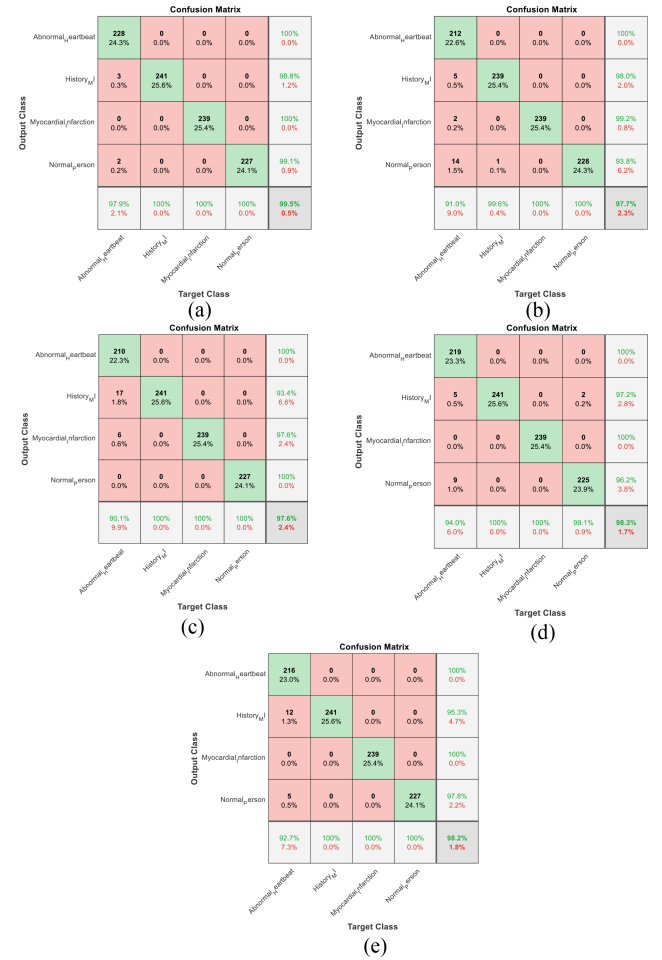 Confusion Matrix
Abnormal_Heartbeat 228 0 0 0 100%
24.3% 0.0% 0.0% 0.0% 0.0%
History_MI 3 241 0 0 98.8%
0.3% 25.6% 0.0% 0.0% 1.2%
Myocardial_Infarction 0 0 239 0 100%
0.0% 0.0% 25.4% 0.0% 0.0%
Normal_Person 2 0 0 227 99.1%
0.2% 0.0% 0.0% 24.1% 0.9%
97.9% 100% 100% 100% 99.5%
2.1% 0.0% 0.0% 0.0% 0.5%
Output Class
Abnormal_Heartbeat History_MI Myocardial_Infarction Normal_Person
Target Class
(a)
Confusion Matrix
Abnormal_Heartbeat 212 0 0 0 100%
22.6% 0.0% 0.0% 0.0% 0.0%
History_MI 5 239 0 0 98.0%
0.5% 25.4% 0.0% 0.0% 2.0%
Myocardial_Infarction 2 0 239 0 99.2%
0.2% 0.0% 25.4% 0.0% 0.8%
Normal_Person 14 1 0 228 93.8%
1.5% 0.1% 0.0% 24.3% 6.2%
91.0% 99.6% 100% 100% 97.7%
9.0% 0.4% 0.0% 0.0% 2.3%
Output Class
Abnormal_Heartbeat History_MI Myocardial_Infarction Normal_Person
Target Class
(b)
Confusion Matrix
Abnormal_Heartbeat 210 0 0 0 100%
22.3% 0.0% 0.0% 0.0% 0.0%
History_MI 17 241 0 0 93.4%
1.8% 25.6% 0.0% 0.0% 6.6%
Myocardial_Infarction 6 0 239 0 97.6%
0.6% 0.0% 25.4% 0.0% 2.4%
Normal_Person 0 0 0 227 100%
0.0% 0.0% 0.0% 24.1% 0.0%
90.1% 100% 100% 100% 97.6%
9.9% 0.0% 0.0% 0.0% 2.4%
Output Class
Abnormal_Heartbeat History_MI Myocardial_Infarction Normal_Person
Target Class
(c)
Confusion Matrix
Abnormal_Heartbeat 219 0 0 0 100%
23.3% 0.0% 0.0% 0.0% 0.0%
History_MI 5 241 0 2 97.2%
0.5% 25.6% 0.0% 0.2% 2.8%
Myocardial_Infarction 0 0 239 0 100%
0.0% 0.0% 25.4% 0.0% 0.0%
Normal_Person 9 0 0 225 96.2%
1.0% 0.0% 0.0% 23.9% 3.8%
94.0% 100% 100% 99.1% 98.3%
6.0% 0.0% 0.0% 0.9% 1.7%
Output Class
Abnormal_Heartbeat History_MI Myocardial_Infarction Normal_Person
Target Class
(d)
Confusion Matrix
Abnormal_Heartbeat 216 0 0 0 100%
23.0% 0.0% 0.0% 0.0% 0.0%
History_MI 12 241 0 0 95.3%
1.3% 25.6% 0.0% 0.0% 4.7%
Myocardial_Infarction 0 0 239 0 100%
0.0% 0.0% 25.4% 0.0% 0.0%
Normal_Person 5 0 0 227 97.8%
0.5% 0.0% 0.0% 24.1% 2.2%
92.7% 100% 100% 100% 98.2%
7.3% 0.0% 0.0% 0.0% 1.8%
Output Class
Abnormal_Heartbeat History_MI Myocardial_Infarction Normal_Person
Target Class
(e)